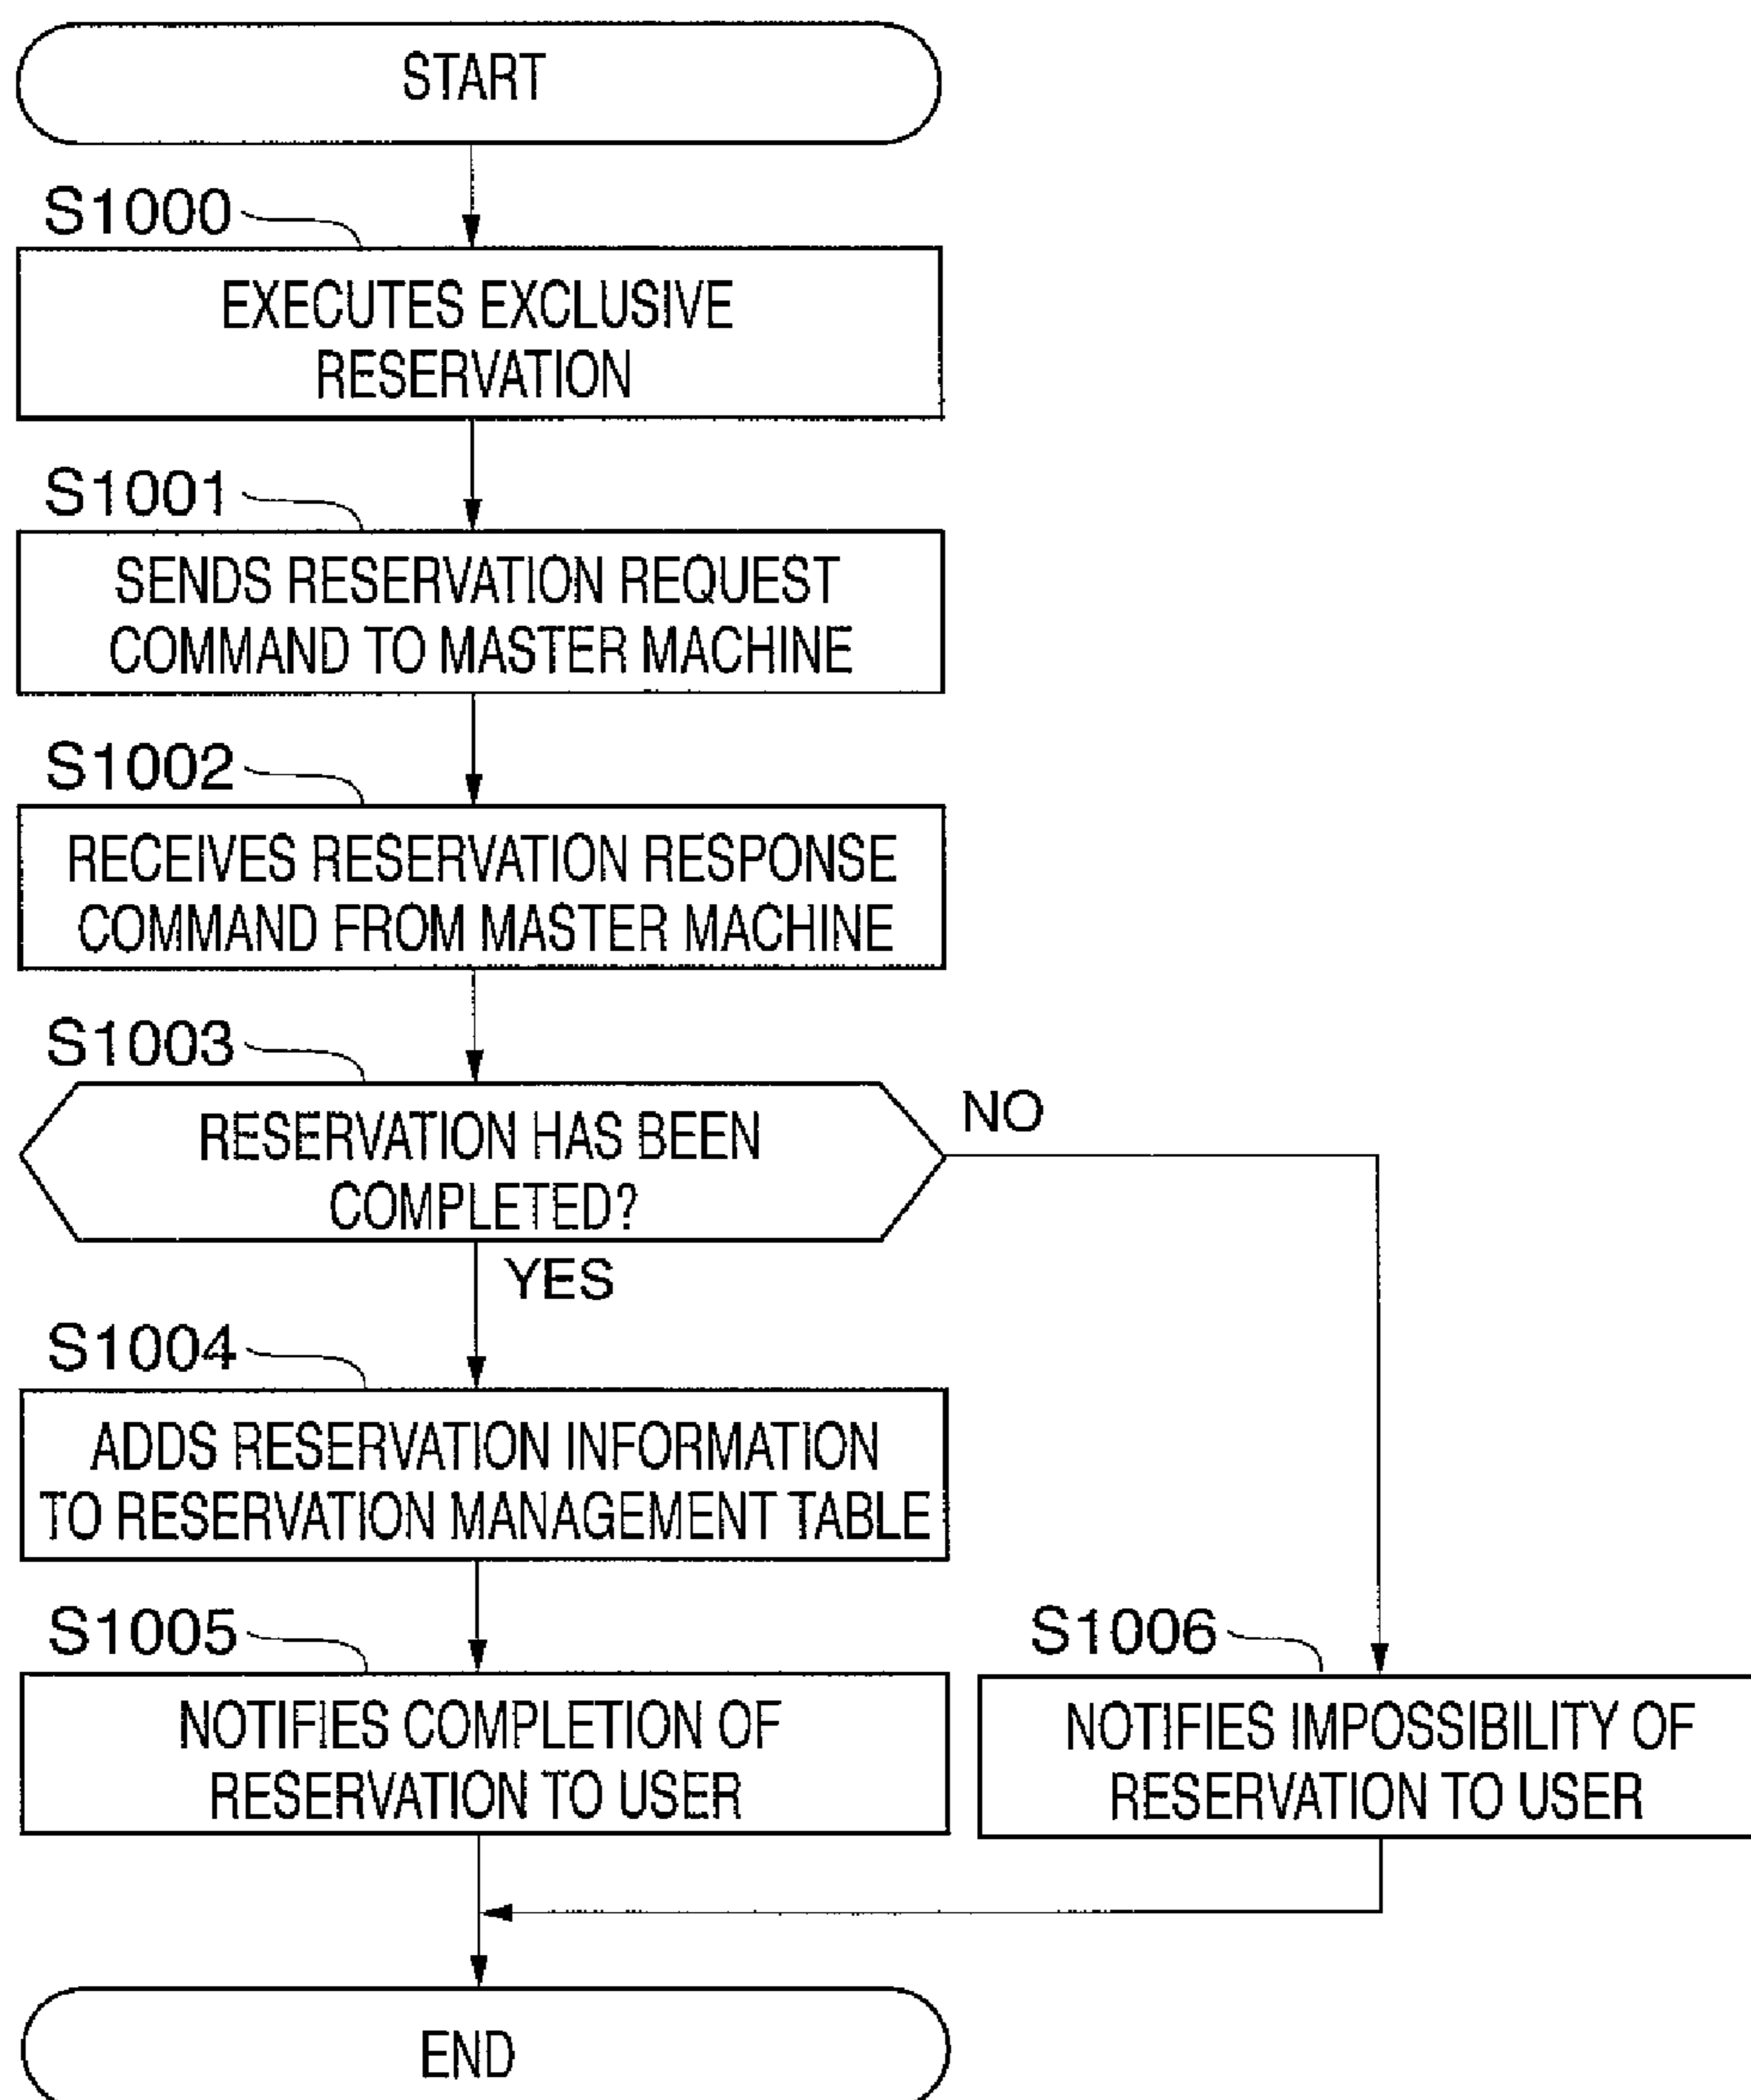 START
S1000
EXECUTES EXCLUSIVE
RESERVATION
S1001
SENDS RESERVATION REQUEST
COMMAND TO MASTER MACHINE
S1002
RECEIVES RESERVATION RESPONSE
COMMAND FROM MASTER MACHINE
S1003
RESERVATION HAS BEEN
COMPLETED?
NO
YES
S1004
ADDS RESERVATION INFORMATION
TO RESERVATION MANAGEMENT TABLE
S1005
NOTIFIES COMPLETION OF
RESERVATION TO USER
S1006
NOTIFIES IMPOSSIBILITY OF
RESERVATION TO USER
END